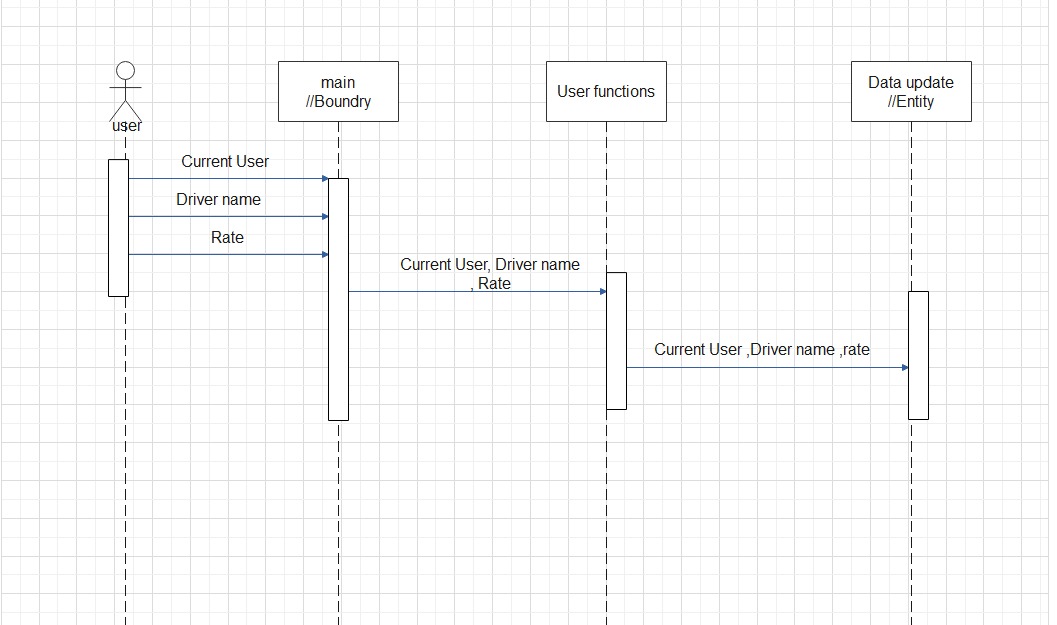 user
main
//Boundry
User functions
Data update
//Entity
Current User
Driver name
Rate
Current User, Driver name
, Rate
Current User ,Driver name ,rate